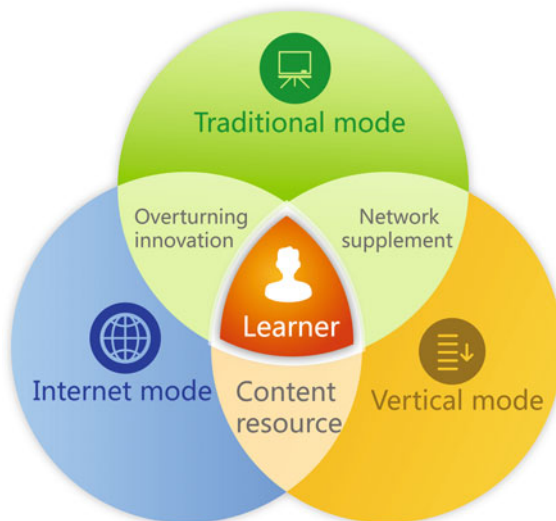 Traditional mode
Overturning
innovation
Network
supplement
Learner
Internet mode
Content
resource
Vertical mode